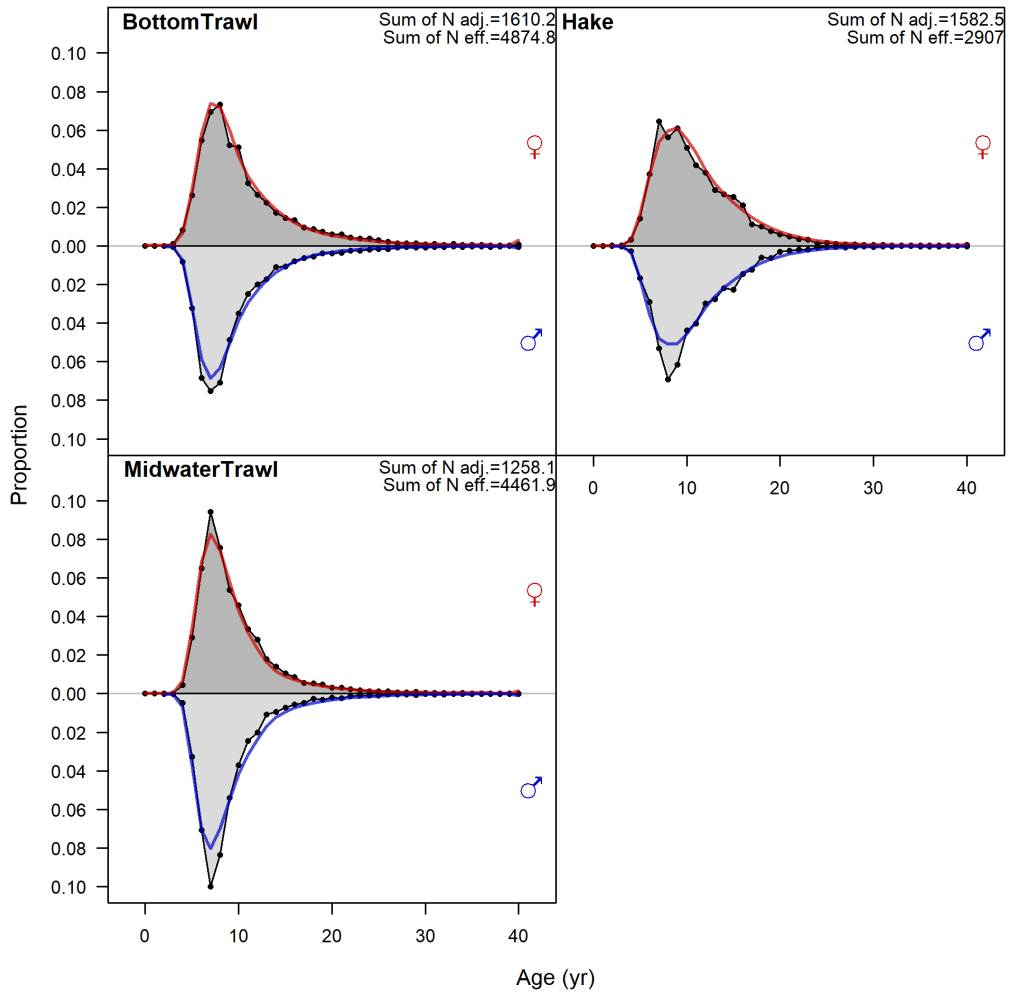 BottomTrawl
Sum of N adj.=1610.2
Sum of N eff.=4874.8
Hake
Sum of N adj.=1582.5
Sum of N eff.=2907
0.10
0.08
0.06
0.04
0.02
0.00
0.02
0.04
0.06
0.08
0.10
♀
♂
♀
♂
0 10 20 30 40
MidwaterTrawl
Sum of N adj.=1258.1
Sum of N eff.=4461.9
0.10
0.08
0.06
0.04
0.02
0.00
0.02
0.04
0.06
0.08
0.10
♀
♂
0 10 20 30 40
Proportion
Age (yr)